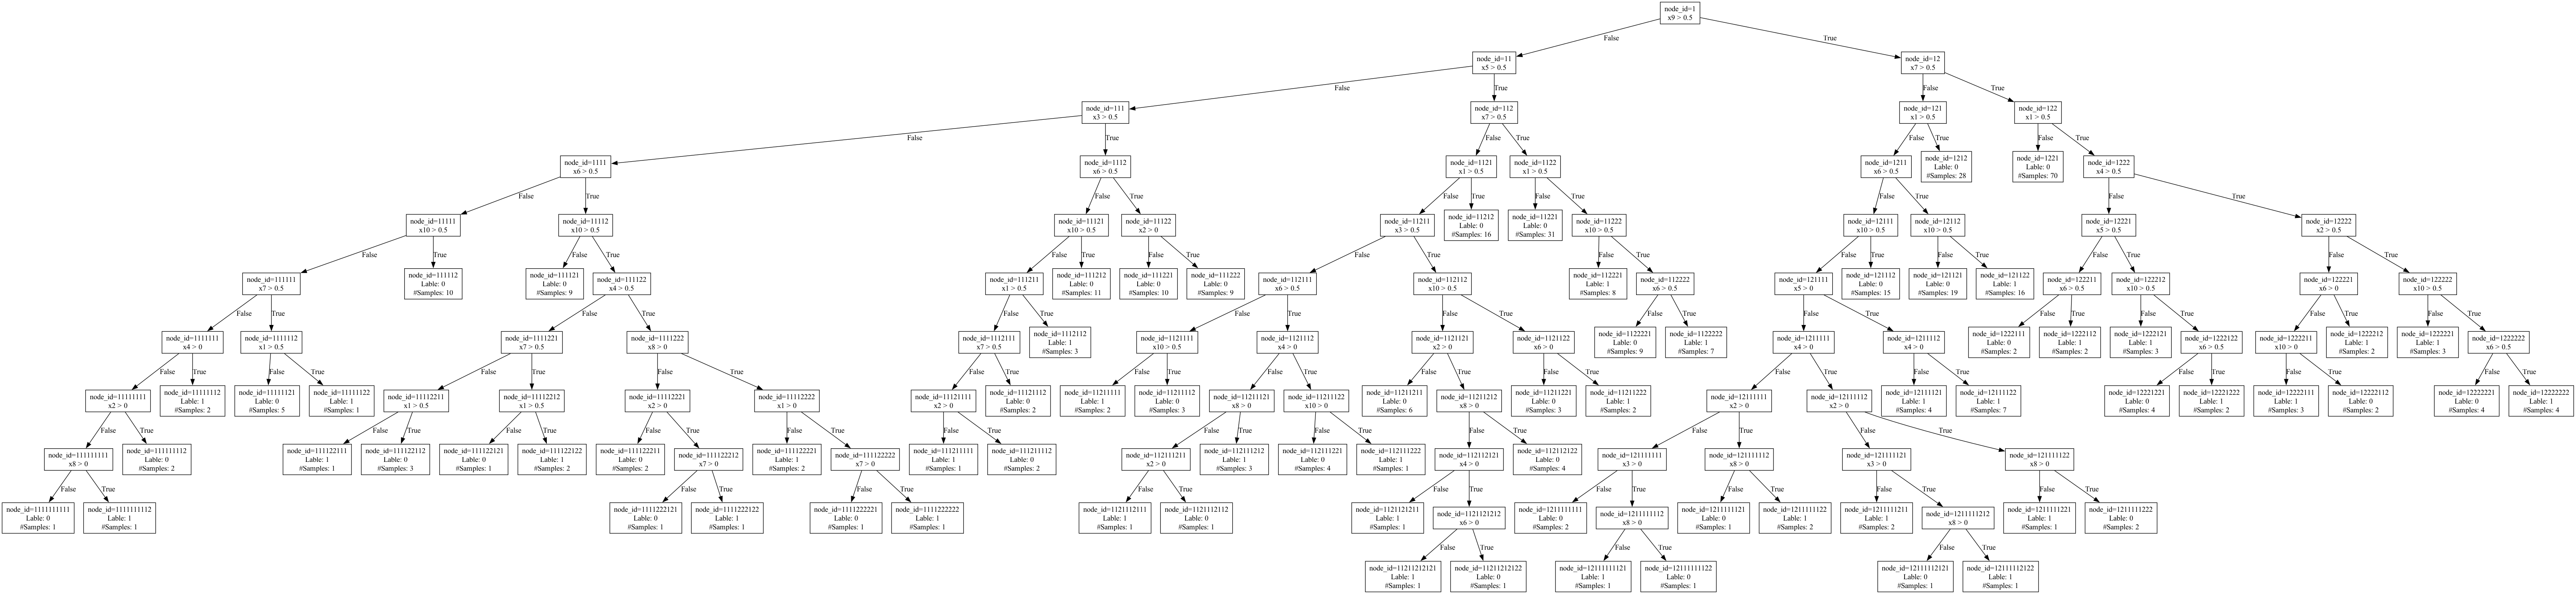 node_id=1
x9 > 0.5
False
True
node_id=11
x5 > 0.5
node_id=12
x7 > 0.5
False
True
False
True
node_id=111
x3 > 0.5
node_id=112
x7 > 0.5
node_id=121
x1 > 0.5
node_id=122
x1 > 0.5
False
True
False
True
False
True
False
True
node_id=1111
x6 > 0.5
node_id=1112
x6 > 0.5
node_id=1121
x1 > 0.5
node_id=1122
x1 > 0.5
node_id=1211
x6 > 0.5
node_id=1212
Lable: 0
#Samples: 28
node_id=1221
Lable: 0
#Samples: 70
node_id=1222
x4 > 0.5
False
True
False
True
False
True
False
True
False
True
False
True
node_id=11111
x10 > 0.5
node_id=11112
x10 > 0.5
node_id=11121
x10 > 0.5
node_id=11122
x2 > 0
node_id=11211
x3 > 0.5
node_id=11212
Lable: 0
#Samples: 16
node_id=11221
Lable: 0
#Samples: 31
node_id=11222
x10 > 0.5
node_id=12111
x10 > 0.5
node_id=12112
x10 > 0.5
node_id=12221
x5 > 0.5
node_id=12222
x2 > 0.5
False
True
False
True
False
True
False
True
False
True
False
True
False
True
False
True
False
True
False
True
node_id=111111
x7 > 0.5
node_id=111112
Lable: 0
#Samples: 10
node_id=111121
Lable: 0
#Samples: 9
node_id=111122
x4 > 0.5
node_id=111211
x1 > 0.5
node_id=111212
Lable: 0
#Samples: 11
node_id=111221
Lable: 0
#Samples: 10
node_id=111222
Lable: 0
#Samples: 9
node_id=112111
x6 > 0.5
node_id=112112
x10 > 0.5
node_id=112221
Lable: 1
#Samples: 8
node_id=112222
x6 > 0.5
node_id=121111
x5 > 0
node_id=121112
Lable: 0
#Samples: 15
node_id=121121
Lable: 0
#Samples: 19
node_id=121122
Lable: 1
#Samples: 16
node_id=122211
x6 > 0.5
node_id=122212
x10 > 0.5
node_id=122221
x6 > 0
node_id=122222
x10 > 0.5
False
True
False
True
False
True
False
True
False
True
False
True
False
True
False
True
False
True
False
True
False
True
node_id=1111111
x4 > 0
node_id=1111112
x1 > 0.5
node_id=1111221
x7 > 0.5
node_id=1111222
x8 > 0
node_id=1112111
x7 > 0.5
node_id=1112112
Lable: 1
#Samples: 3
node_id=1121111
x10 > 0.5
node_id=1121112
x4 > 0
node_id=1121121
x2 > 0
node_id=1121122
x6 > 0
node_id=1122221
Lable: 0
#Samples: 9
node_id=1122222
Lable: 1
#Samples: 7
node_id=1211111
x4 > 0
node_id=1211112
x4 > 0
node_id=1222111
Lable: 0
#Samples: 2
node_id=1222112
Lable: 1
#Samples: 2
node_id=1222121
Lable: 1
#Samples: 3
node_id=1222122
x6 > 0.5
node_id=1222211
x10 > 0
node_id=1222212
Lable: 1
#Samples: 2
node_id=1222221
Lable: 1
#Samples: 3
node_id=1222222
x6 > 0.5
False
True
False
True
False
True
False
True
False
True
False
True
False
True
False
True
False
True
False
True
False
True
False
True
False
True
False
True
node_id=11111111
x2 > 0
node_id=11111112
Lable: 1
#Samples: 2
node_id=11111121
Lable: 0
#Samples: 5
node_id=11111122
Lable: 1
#Samples: 1
node_id=11112211
x1 > 0.5
node_id=11112212
x1 > 0.5
node_id=11112221
x2 > 0
node_id=11112222
x1 > 0
node_id=11121111
x2 > 0
node_id=11121112
Lable: 0
#Samples: 2
node_id=11211111
Lable: 1
#Samples: 2
node_id=11211112
Lable: 0
#Samples: 3
node_id=11211121
x8 > 0
node_id=11211122
x10 > 0
node_id=11211211
Lable: 0
#Samples: 6
node_id=11211212
x8 > 0
node_id=11211221
Lable: 0
#Samples: 3
node_id=11211222
Lable: 1
#Samples: 2
node_id=12111111
x2 > 0
node_id=12111112
x2 > 0
node_id=12111121
Lable: 1
#Samples: 4
node_id=12111122
Lable: 1
#Samples: 7
node_id=12221221
Lable: 0
#Samples: 4
node_id=12221222
Lable: 1
#Samples: 2
node_id=12222111
Lable: 1
#Samples: 3
node_id=12222112
Lable: 0
#Samples: 2
node_id=12222221
Lable: 0
#Samples: 4
node_id=12222222
Lable: 1
#Samples: 4
False
True
False
True
False
True
False
True
False
True
False
True
False
True
False
True
False
True
False
True
False
True
node_id=111111111
x8 > 0
node_id=111111112
Lable: 0
#Samples: 2
node_id=111122111
Lable: 1
#Samples: 1
node_id=111122112
Lable: 0
#Samples: 3
node_id=111122121
Lable: 0
#Samples: 1
node_id=111122122
Lable: 1
#Samples: 2
node_id=111122211
Lable: 0
#Samples: 2
node_id=111122212
x7 > 0
node_id=111122221
Lable: 1
#Samples: 2
node_id=111122222
x7 > 0
node_id=111211111
Lable: 1
#Samples: 1
node_id=111211112
Lable: 0
#Samples: 2
node_id=112111211
x2 > 0
node_id=112111212
Lable: 1
#Samples: 3
node_id=112111221
Lable: 0
#Samples: 4
node_id=112111222
Lable: 1
#Samples: 1
node_id=112112121
x4 > 0
node_id=112112122
Lable: 0
#Samples: 4
node_id=121111111
x3 > 0
node_id=121111112
x8 > 0
node_id=121111121
x3 > 0
node_id=121111122
x8 > 0
False
True
False
True
False
True
False
True
False
True
False
True
False
True
False
True
False
True
node_id=1111111111
Lable: 0
#Samples: 1
node_id=1111111112
Lable: 1
#Samples: 1
node_id=1111222121
Lable: 0
#Samples: 1
node_id=1111222122
Lable: 1
#Samples: 1
node_id=1111222221
Lable: 0
#Samples: 1
node_id=1111222222
Lable: 1
#Samples: 1
node_id=1121112111
Lable: 1
#Samples: 1
node_id=1121112112
Lable: 0
#Samples: 1
node_id=1121121211
Lable: 1
#Samples: 1
node_id=1121121212
x6 > 0
node_id=1211111111
Lable: 0
#Samples: 2
node_id=1211111112
x8 > 0
node_id=1211111121
Lable: 0
#Samples: 1
node_id=1211111122
Lable: 1
#Samples: 2
node_id=1211111211
Lable: 1
#Samples: 2
node_id=1211111212
x8 > 0
node_id=1211111221
Lable: 1
#Samples: 1
node_id=1211111222
Lable: 0
#Samples: 2
False
True
False
True
False
True
node_id=11211212121
Lable: 1
#Samples: 1
node_id=11211212122
Lable: 0
#Samples: 1
node_id=12111111121
Lable: 1
#Samples: 1
node_id=12111111122
Lable: 0
#Samples: 1
node_id=12111112121
Lable: 0
#Samples: 1
node_id=12111112122
Lable: 1
#Samples: 1